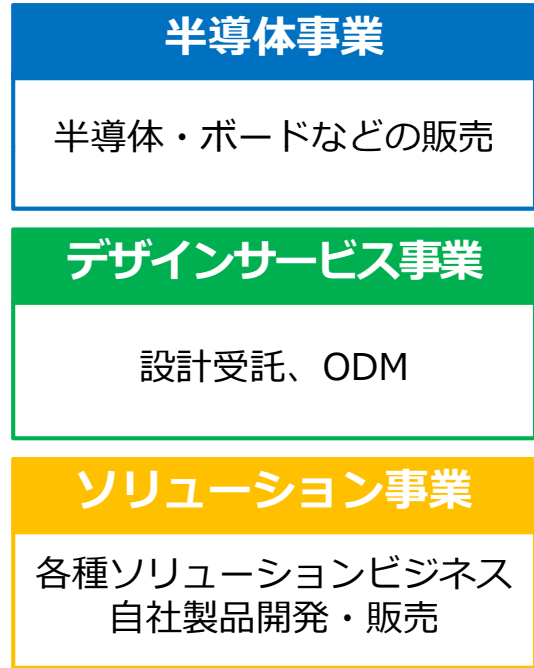 半導体事業
半導体・ボードなどの販売
デザインサービス事業
設計受託、ODM
ソリューション事業
各種ソリューションビジネス
自社製品開発・販売